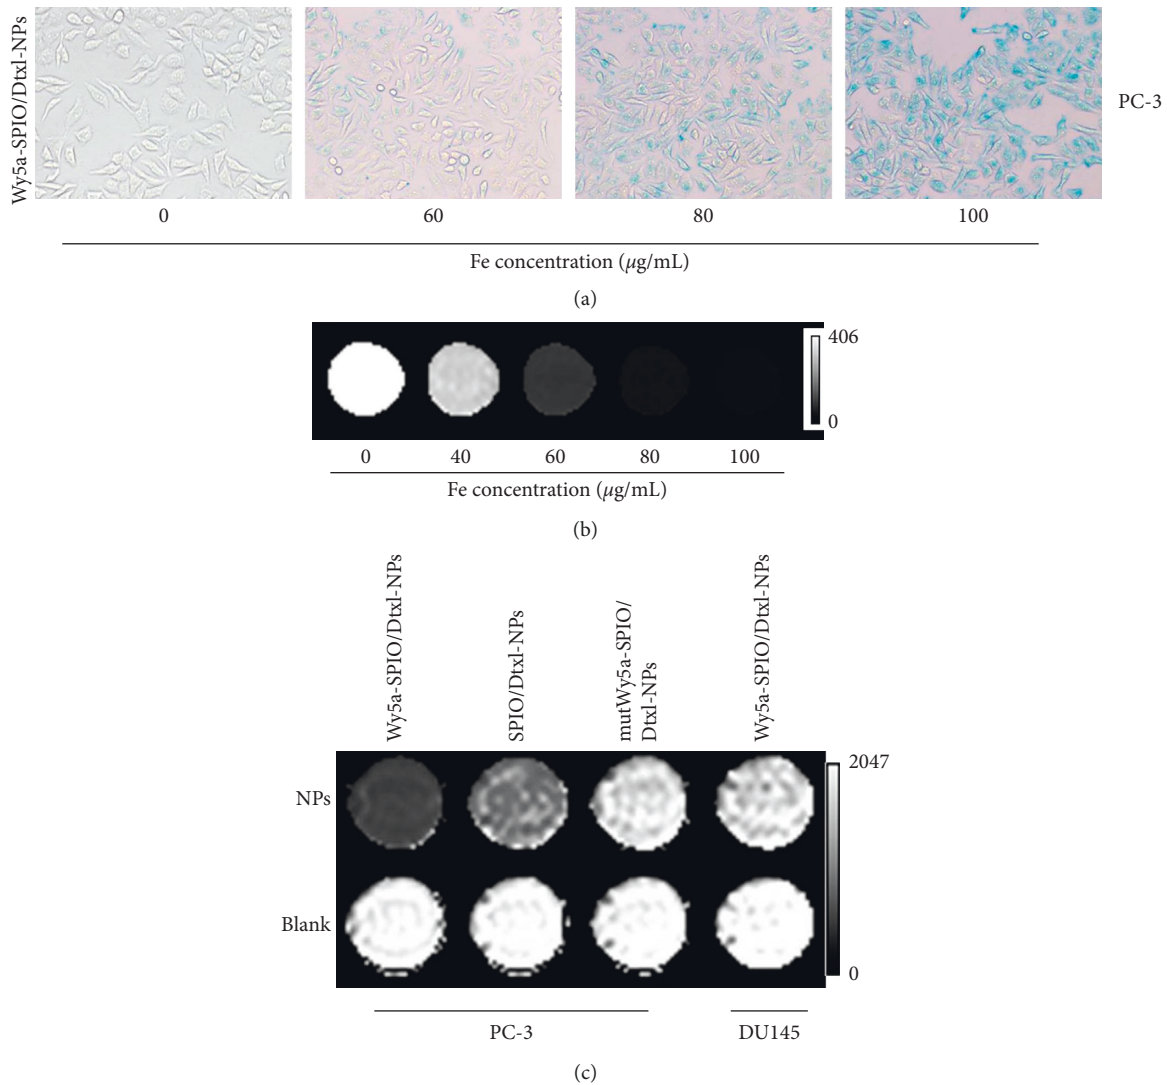 Wy5a-SPIO/Dtxl-NPs
PC-3
0
60
80
100
Fe concentration (µg/mL)
(a)
406
0
0
40
60
80
100
Fe concentration (µg/mL)
(b)
Wy5a-SPIO/Dtxl-NPs
SPIO/Dtxl-NPs
mutWy5a-SPIO/
Dtxl-NPs
Wy5a-SPIO/Dtxl-NPs
NPs
2047
Blank
0
PC-3
DU145
(c)